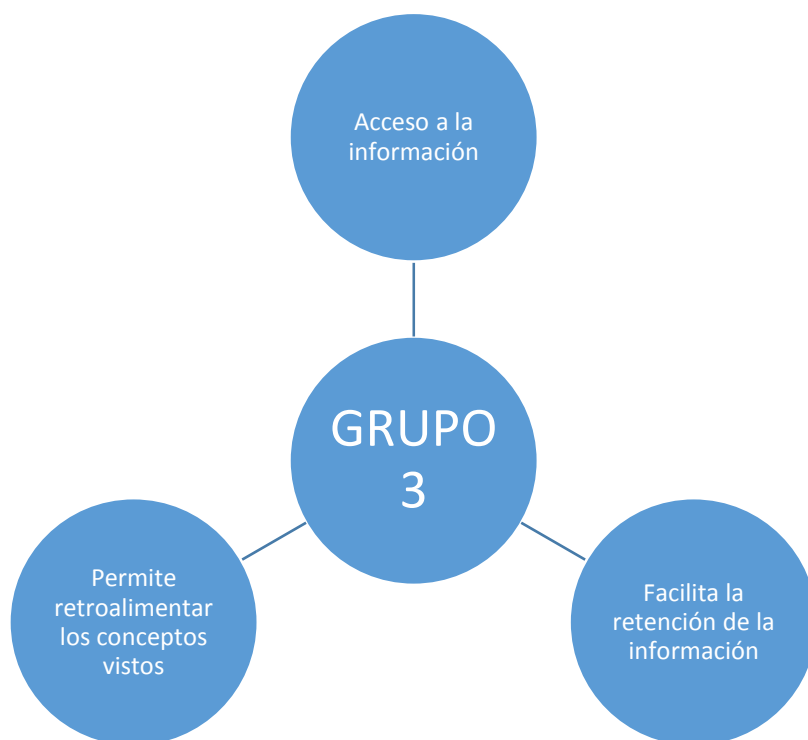 Acceso a la
información
GRUPO
3
Permite
retroalimentar
los conceptos
vistos
Facilita la
retención de la
información